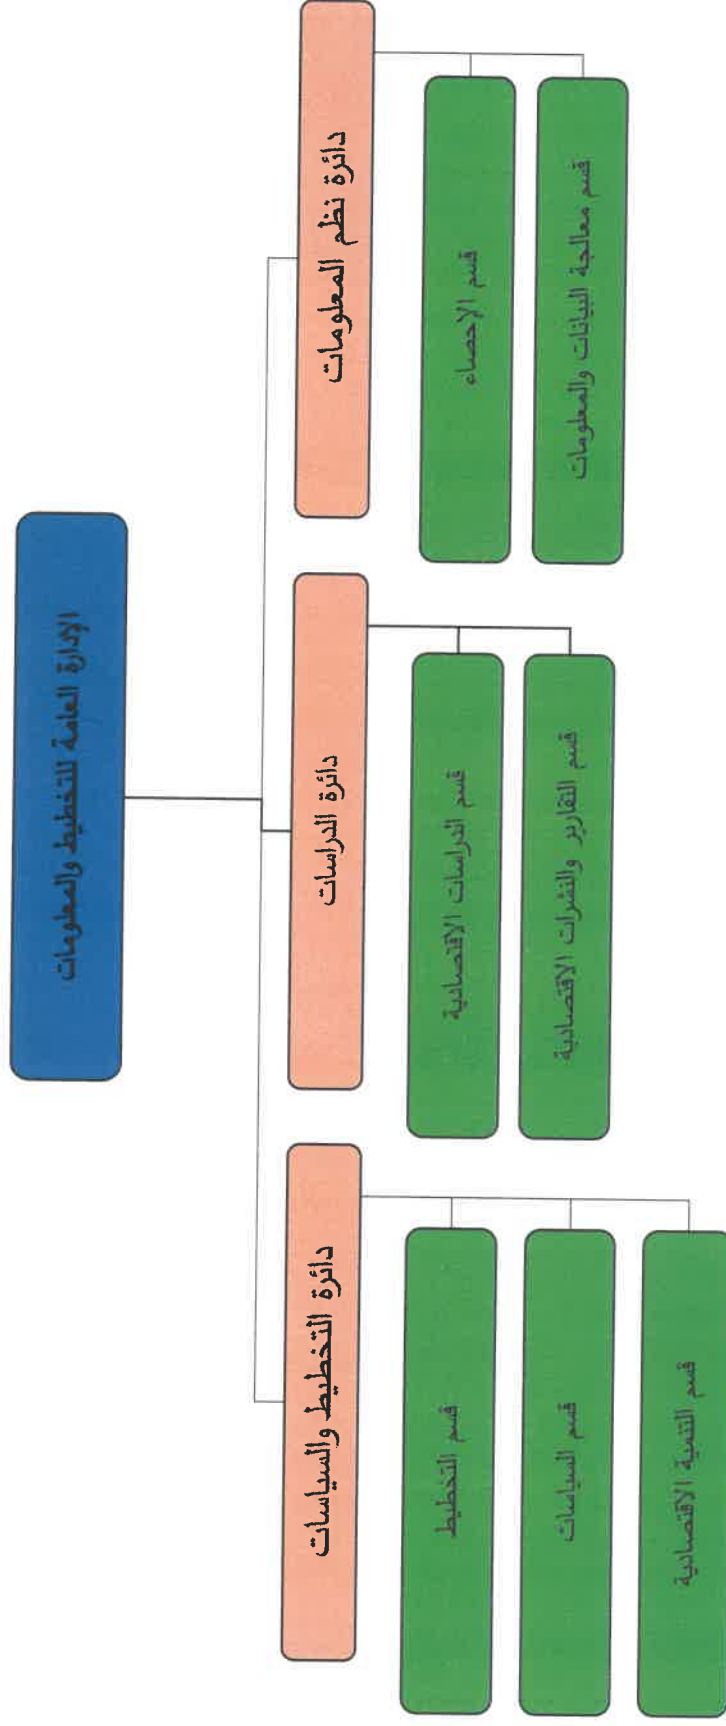 الإدارة العامة للتخطيط والمعلومات
دائرة نظم المعلومات
قسم الإحصاء
قسم معالجة البيانات والمعلومات
دائرة الدراسات
قسم الدراسات الاقتصادية
قسم التقارير والنشرات الاقتصادية
دائرة التخطيط والسياسات
قسم التخطيط
قسم السياسات
قسم التنمية الاقتصادية